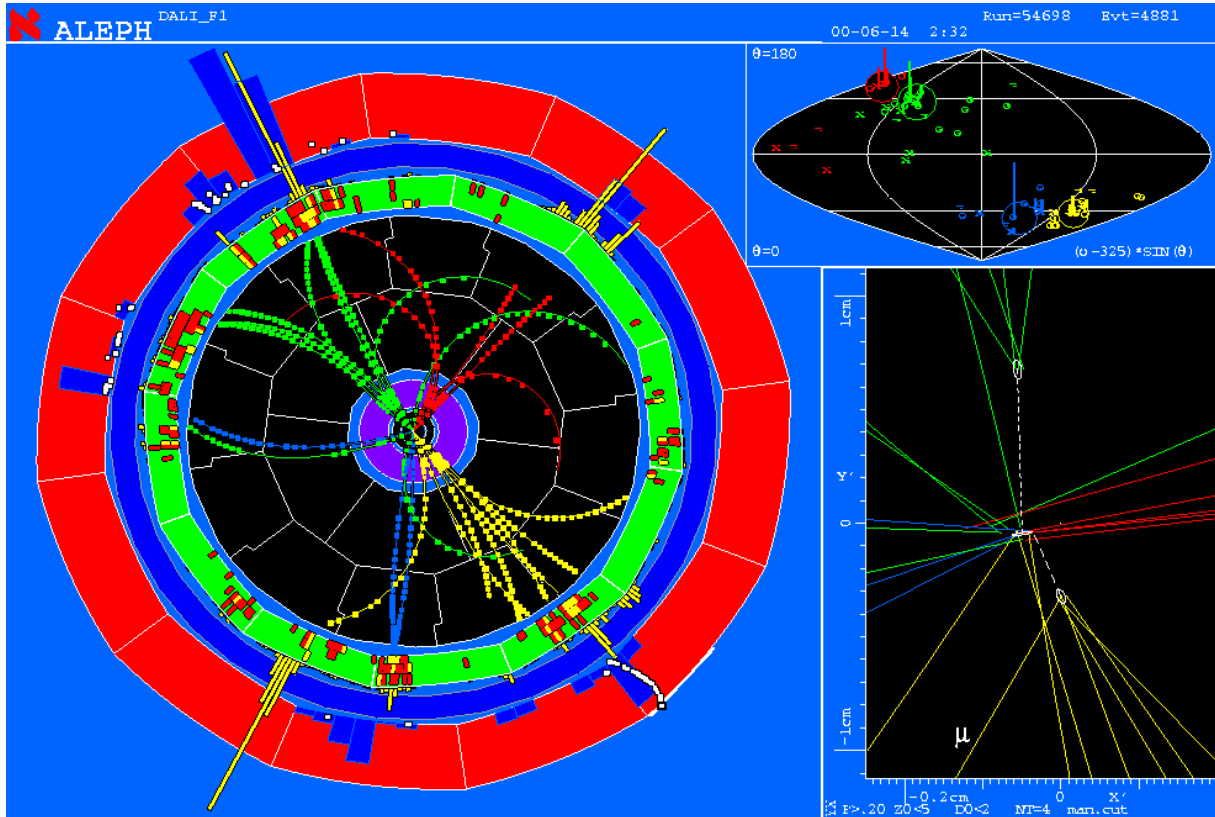 ALEPH DALI_F1
Run=54698 Evt=4881
00-06-14 2:32
θ=180
θ=0
(φ-325)*SIN(θ)
1cm
Y'
0
-1cm
μ
-0.2cm 0 X'
YX P>.20 Z0<5 D0<2 NT=4 man.cut